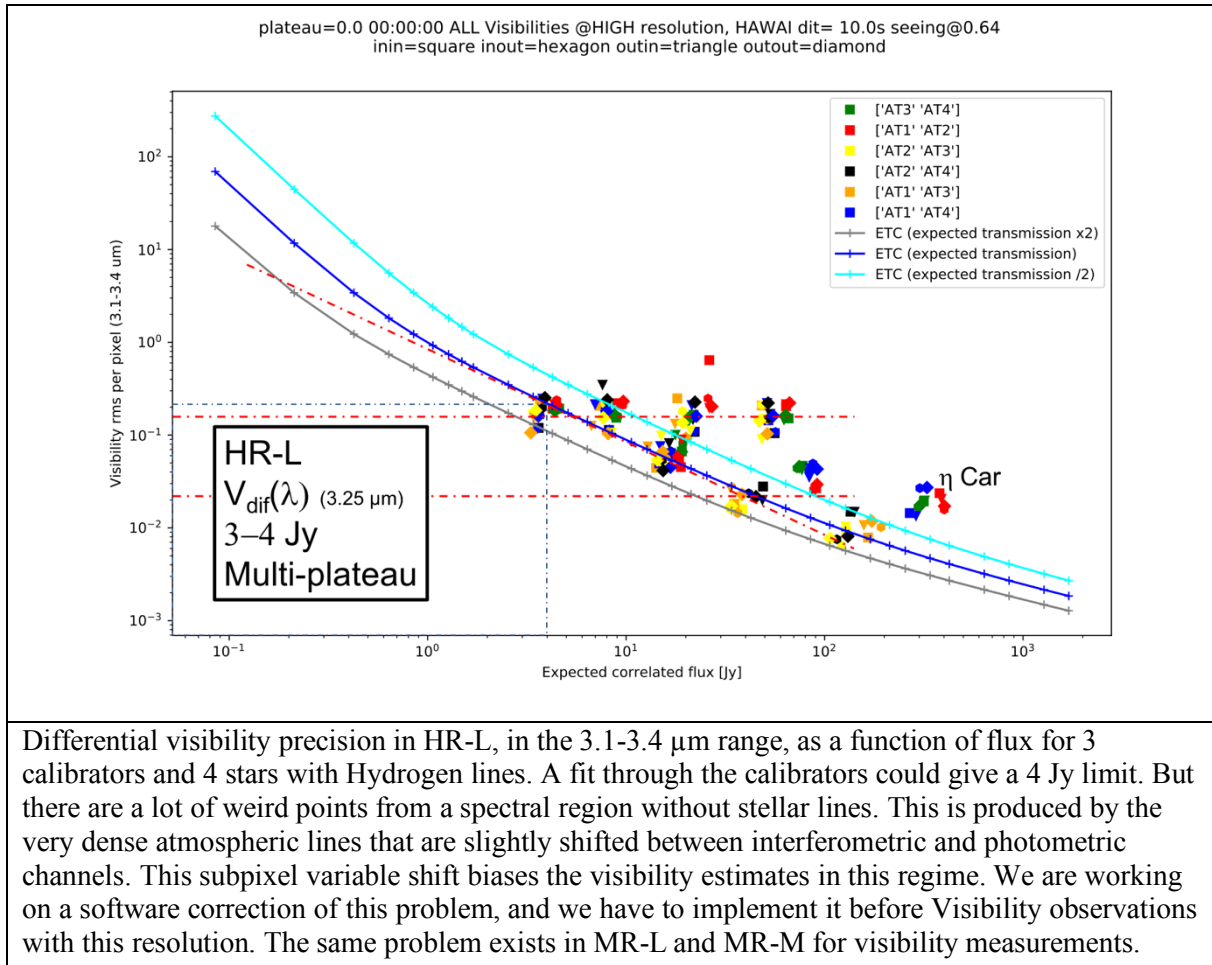 plateau=0.0 00:00:00 ALL Visibilities @HIGH resolution, HAWAI dit= 10.0s seeing@0.64
inin=square inout=hexagon outin=triangle outout=diamond
Visibility rms per pixel (3.1-3.4 um)
10²
10¹
10⁰
10⁻¹
10⁻²
10⁻³
['AT3' 'AT4']
['AT1' 'AT2']
['AT2' 'AT3']
['AT2' 'AT4']
['AT1' 'AT3']
['AT1' 'AT4']
ETC (expected transmission x2)
ETC (expected transmission)
ETC (expected transmission /2)
HR-L
V_dif(λ) (3.25 µm)
3–4 Jy
Multi-plateau
η Car
10⁻¹ 10⁰ 10¹ 10² 10³
Expected correlated flux [Jy]
Differential visibility precision in HR-L, in the 3.1-3.4 µm range, as a function of flux for 3
calibrators and 4 stars with Hydrogen lines. A fit through the calibrators could give a 4 Jy limit. But
there are a lot of weird points from a spectral region without stellar lines. This is produced by the
very dense atmospheric lines that are slightly shifted between interferometric and photometric
channels. This subpixel variable shift biases the visibility estimates in this regime. We are working
on a software correction of this problem, and we have to implement it before Visibility observations
with this resolution. The same problem exists in MR-L and MR-M for visibility measurements.